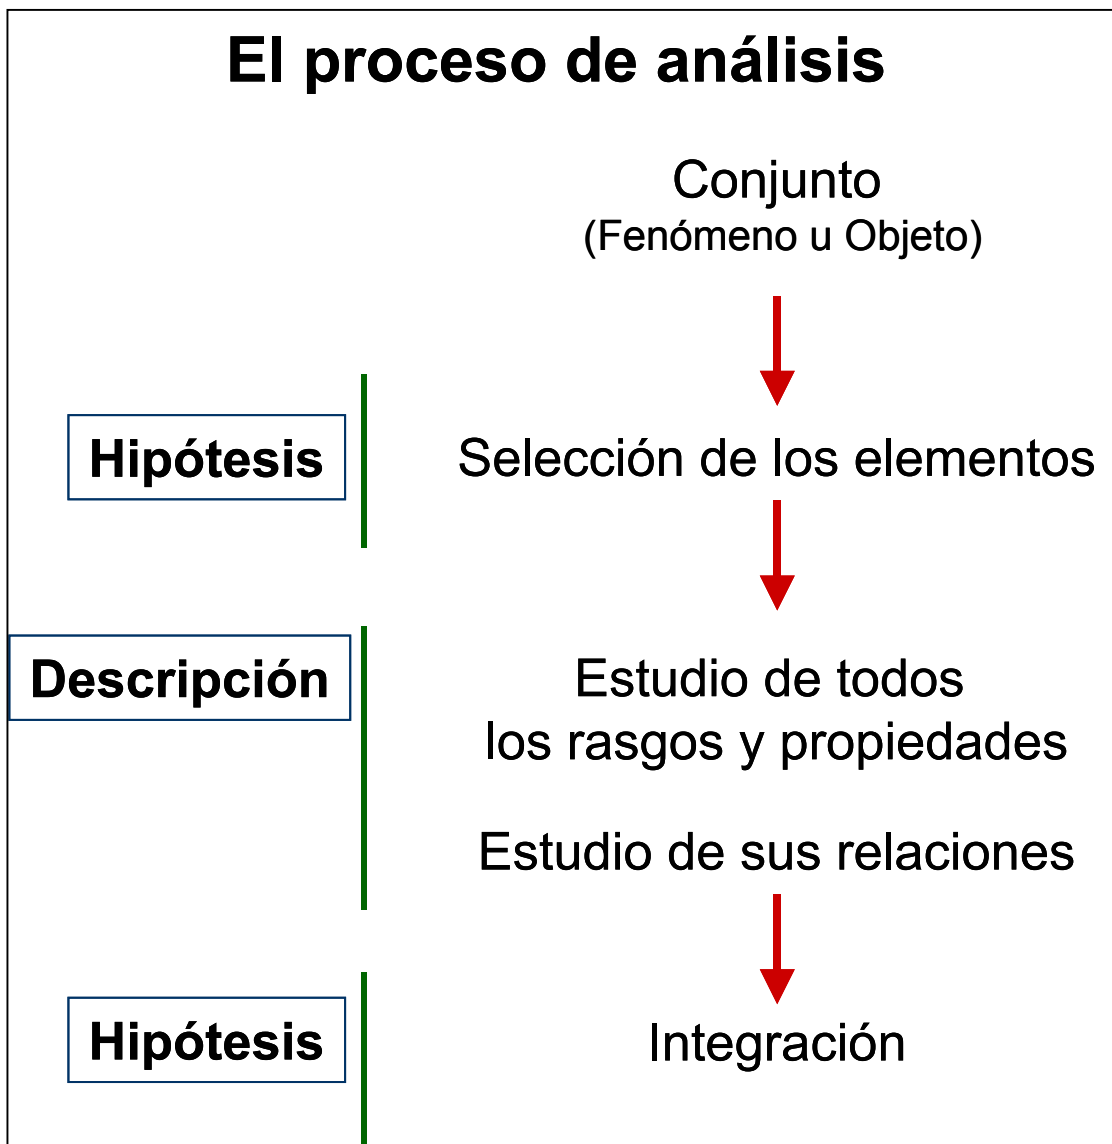 El proceso de análisis
Conjunto
(Fenómeno u Objeto)
Hipótesis
Selección de los elementos
Descripción
Estudio de todos
los rasgos y propiedades
Estudio de sus relaciones
Hipótesis
Integración